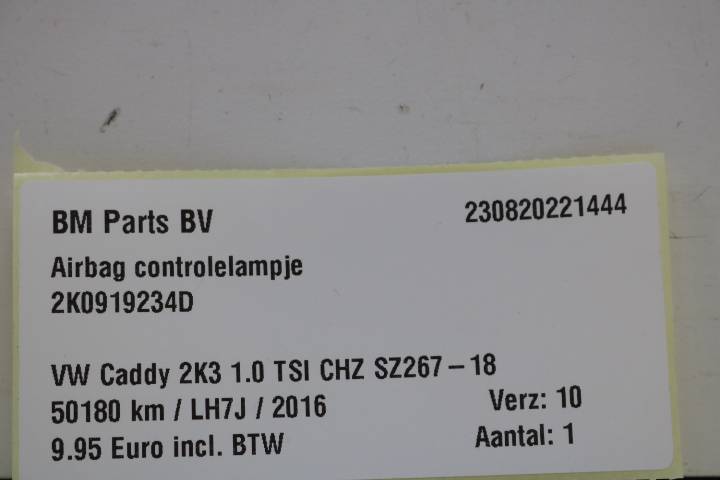 BM Parts BV 230820221444
Airbag controlelampje
2K0919234D
VW Caddy 2K3 1.0 TSI CHZ SZ267-18
50180 km / LH7J / 2016 Verz: 10
9.95 Euro incl. BTW Aantal: 1